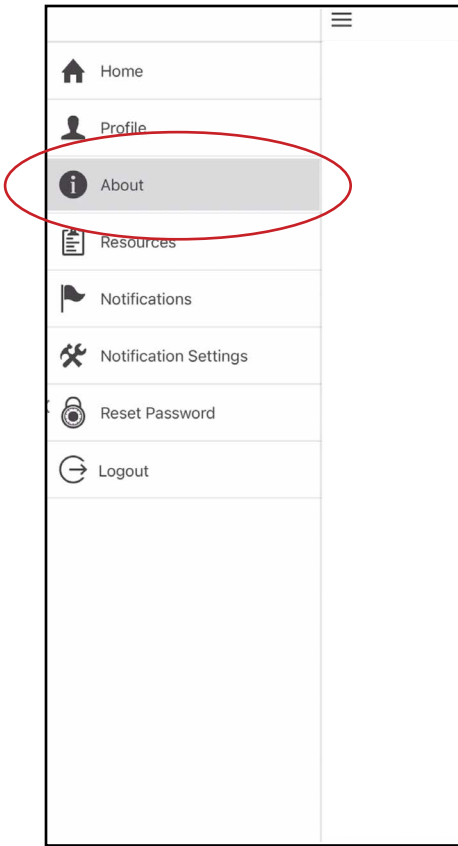 Home
Profile
About
Resources
Notifications
Notification Settings
Reset Password
Logout